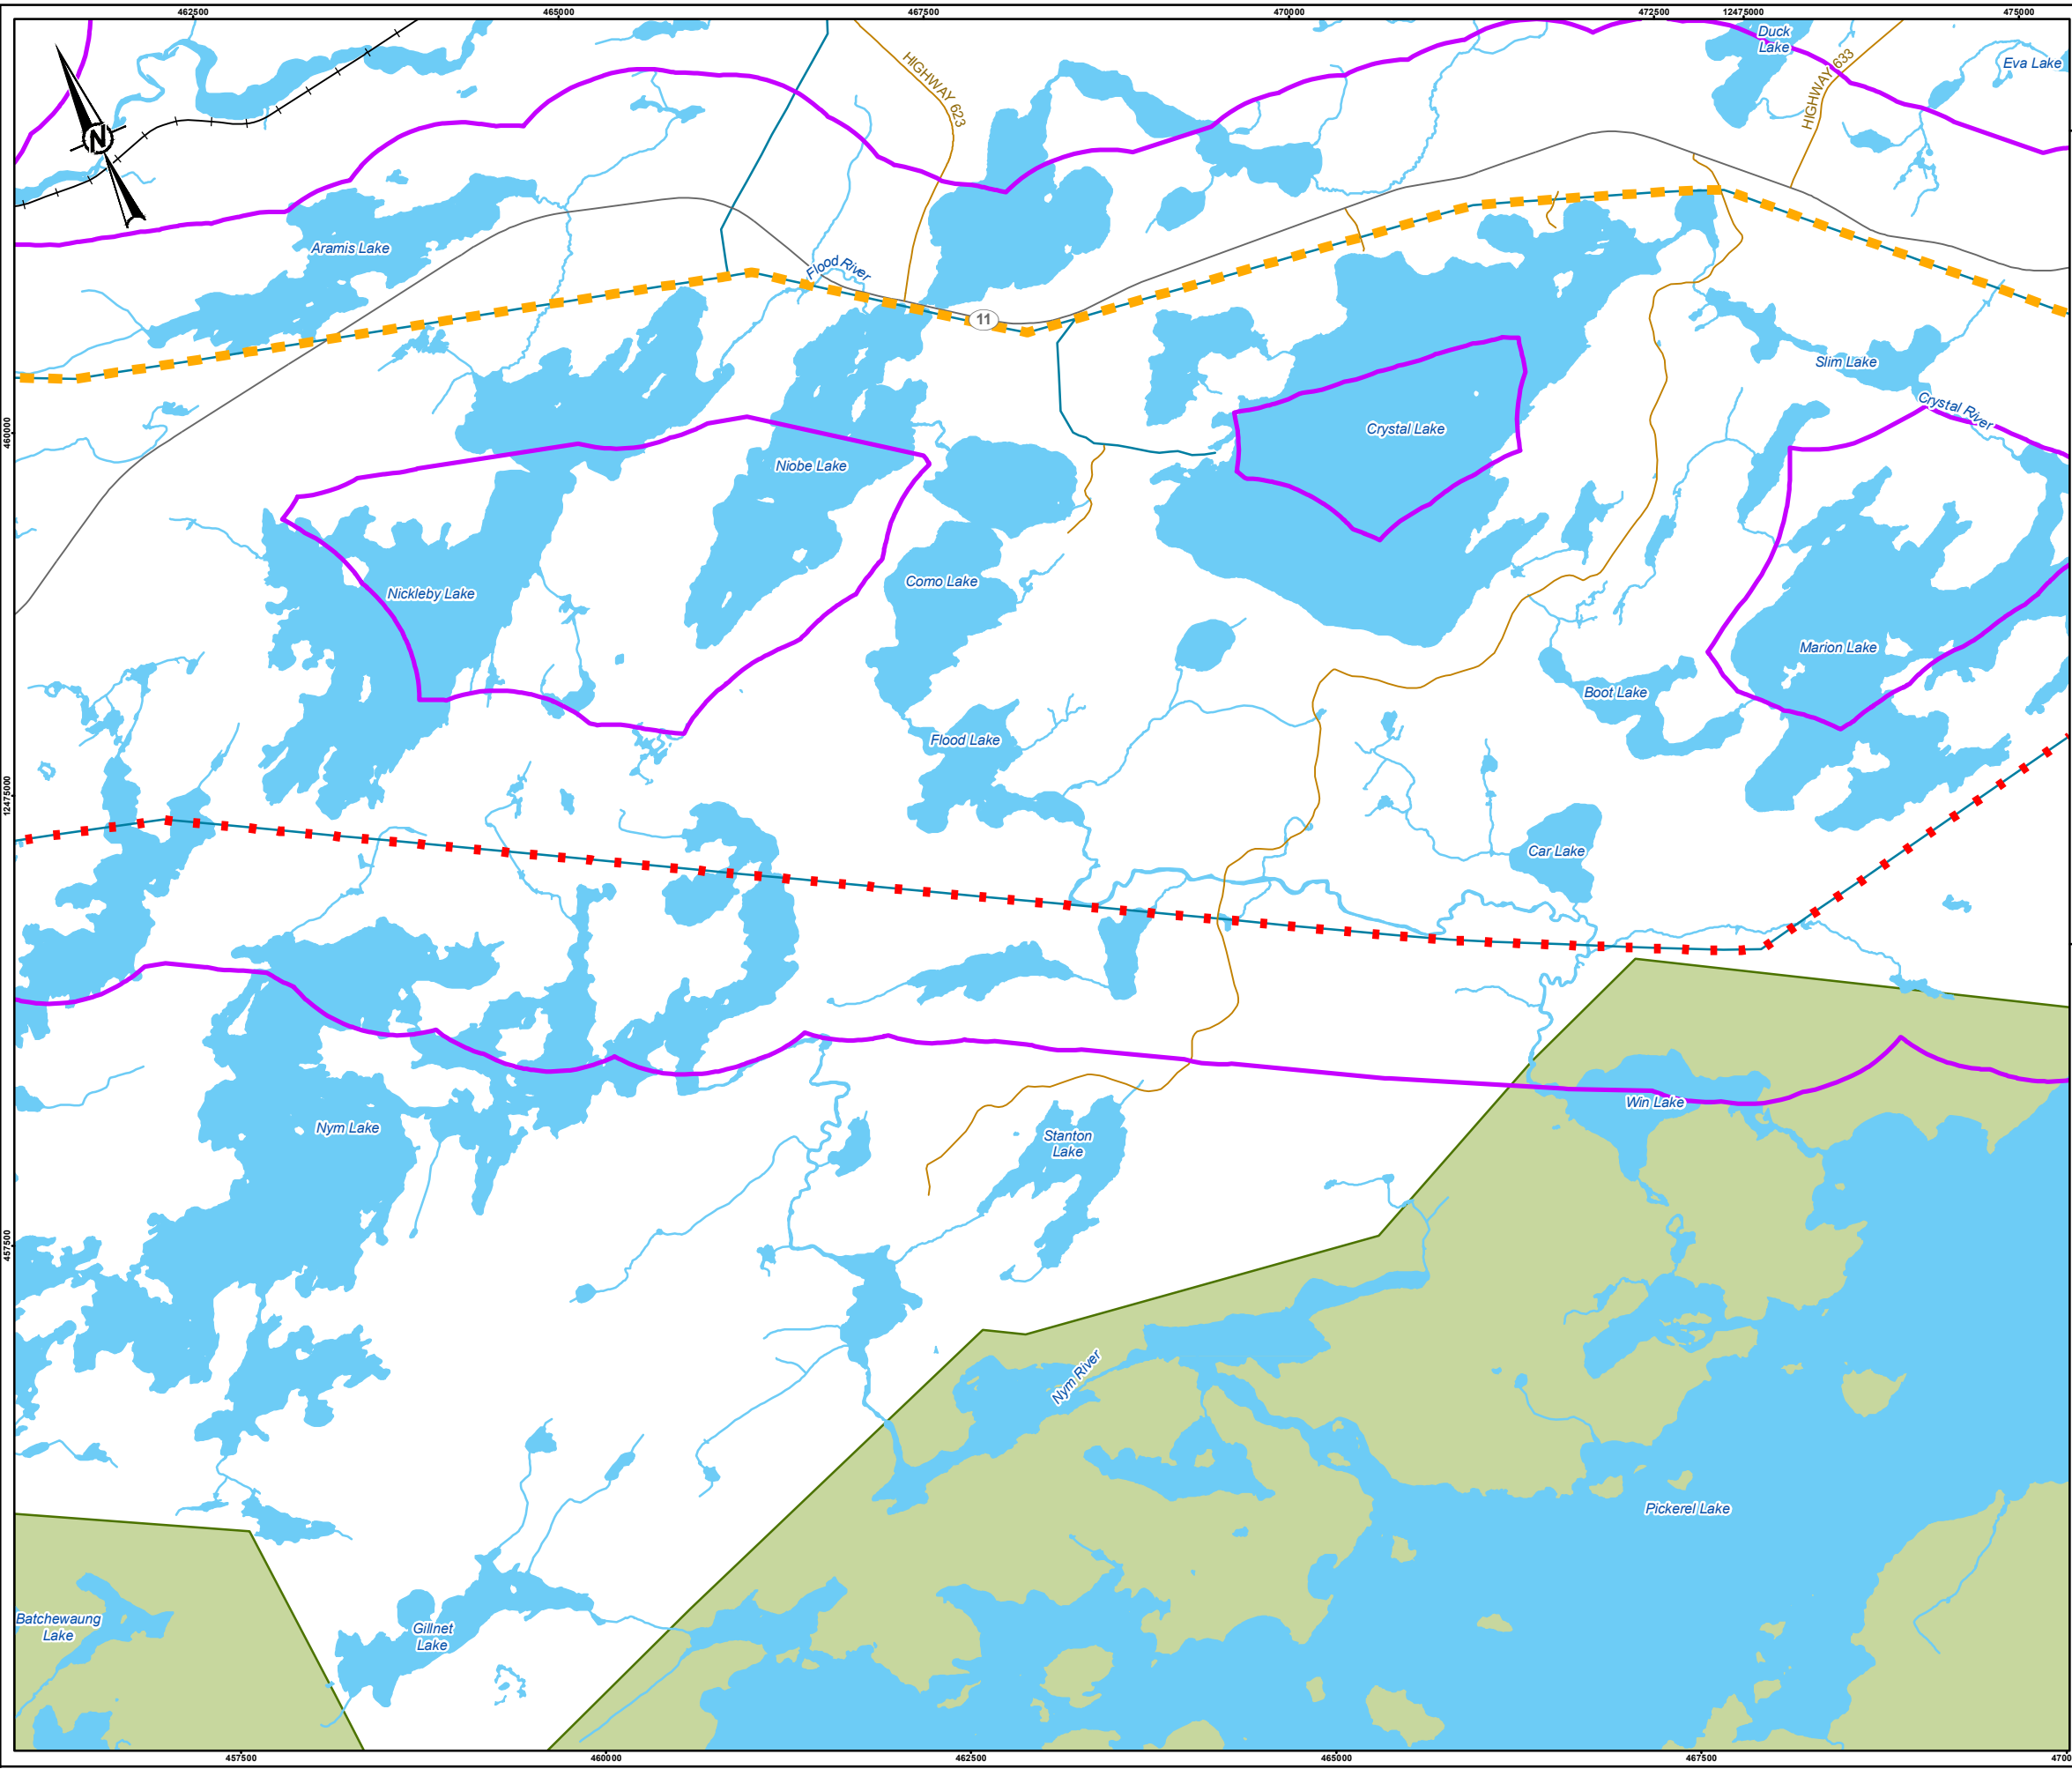 462500
465000
467500
470000
472500
12475000
475000
Duck
Lake
Eva Lake
HIGHWAY 623
HIGHWAY 633
N
Aramis Lake
Flood River
11
Slim Lake
Crystal River
460000
Crystal Lake
Niobe Lake
Como Lake
Nickleby Lake
Marion Lake
Boot Lake
Flood Lake
12475000
Car Lake
Win Lake
Nym Lake
Stanton
Lake
457500
Nym River
Pickerel Lake
Batchewaung
Lake
Gillnet
Lake
457500
460000
462500
465000
467500
4700